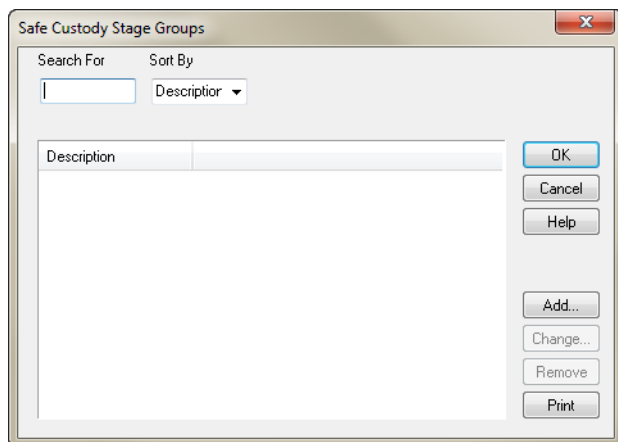 Safe Custody Stage Groups
Search For Sort By
Descriptior
Description
OK
Cancel
Help
Add...
Change...
Remove
Print